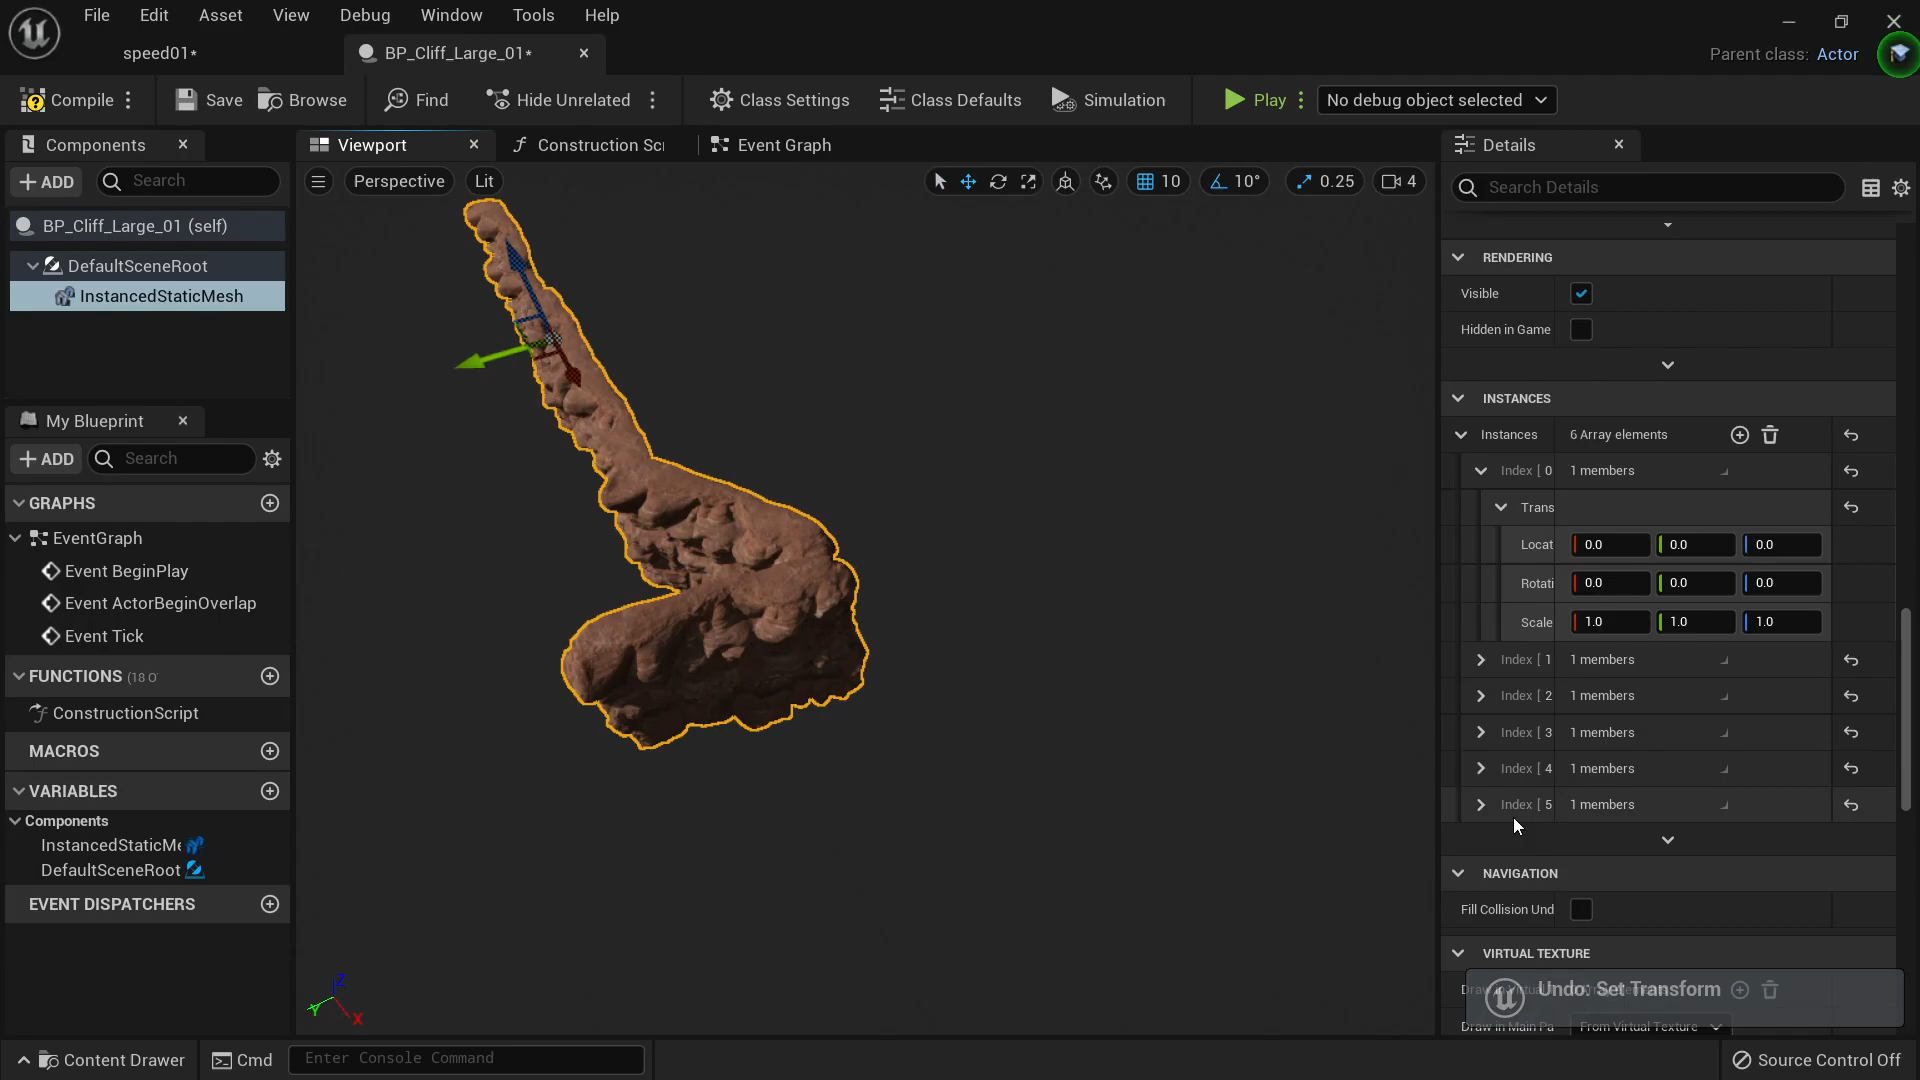 File Edit Asset View Debug Window Tools Help
speed01*
BP_Cliff_Large_01*
Parent class: Actor
Compile Save Browse Find Hide Unrelated Class Settings Class Defaults Simulation Play No debug object selected
Components
Viewport Construction Scr Event Graph
Details
ADD Search
Perspective Lit 10 10° 0.25 4
Search Details
BP_Cliff_Large_01 (self)
DefaultSceneRoot
InstancedStaticMesh
My Blueprint
ADD Search
GRAPHS
EventGraph
Event BeginPlay
Event ActorBeginOverlap
Event Tick
FUNCTIONS (18 O
ConstructionScript
MACROS
VARIABLES
Components
InstancedStaticMe
DefaultSceneRoot
EVENT DISPATCHERS
RENDERING
Visible
Hidden in Game
INSTANCES
Instances 6 Array elements
Index [ 0 1 members
Trans
Locat 0.0 0.0 0.0
Rotati 0.0 0.0 0.0
Scale 1.0 1.0 1.0
Index [ 1 1 members
Index [ 2 1 members
Index [ 3 1 members
Index [ 4 1 members
Index [ 5 1 members
NAVIGATION
Fill Collision Und
VIRTUAL TEXTURE
Undo: Set Transform
Draw in Main Pa From Virtual Texture
Z
Y
X
Content Drawer Cmd Enter Console Command Source Control Off